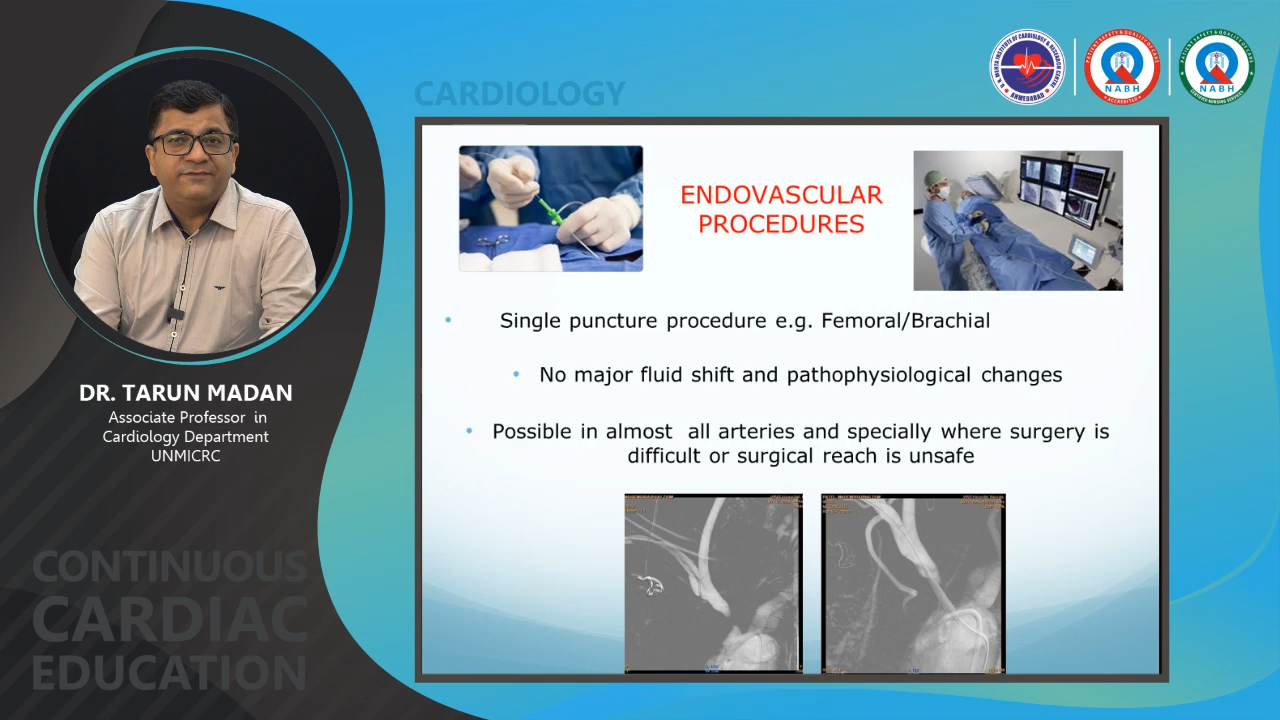 CARDIOLOGY
NABH
ACCREDITED
NABH
AHMEDABAD
ENDOVASCULAR
PROCEDURES
• Single puncture procedure e.g. Femoral/Brachial
• No major fluid shift and pathophysiological changes
• Possible in almost all arteries and specially where surgery is
difficult or surgical reach is unsafe
DR. TARUN MADAN
Associate Professor in
Cardiology Department
UNMICRC
CONTINUOUS
CARDIAC
EDUCATION